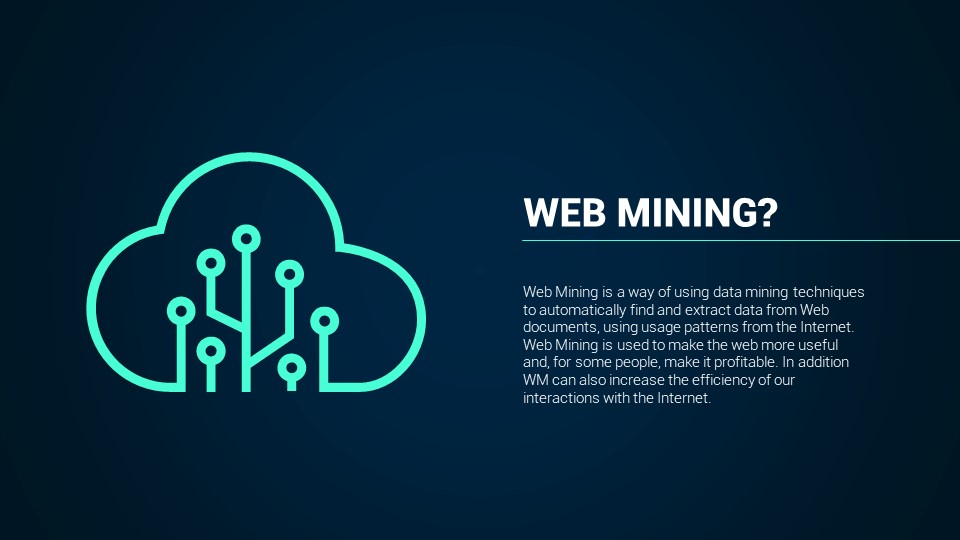 WEB MINING?
Web Mining is a way of using data mining techniques
to automatically find and extract data from Web
documents, using usage patterns from the Internet.
Web Mining is used to make the web more useful
and, for some people, make it profitable. In addition
WM can also increase the efficiency of our
interactions with the Internet.